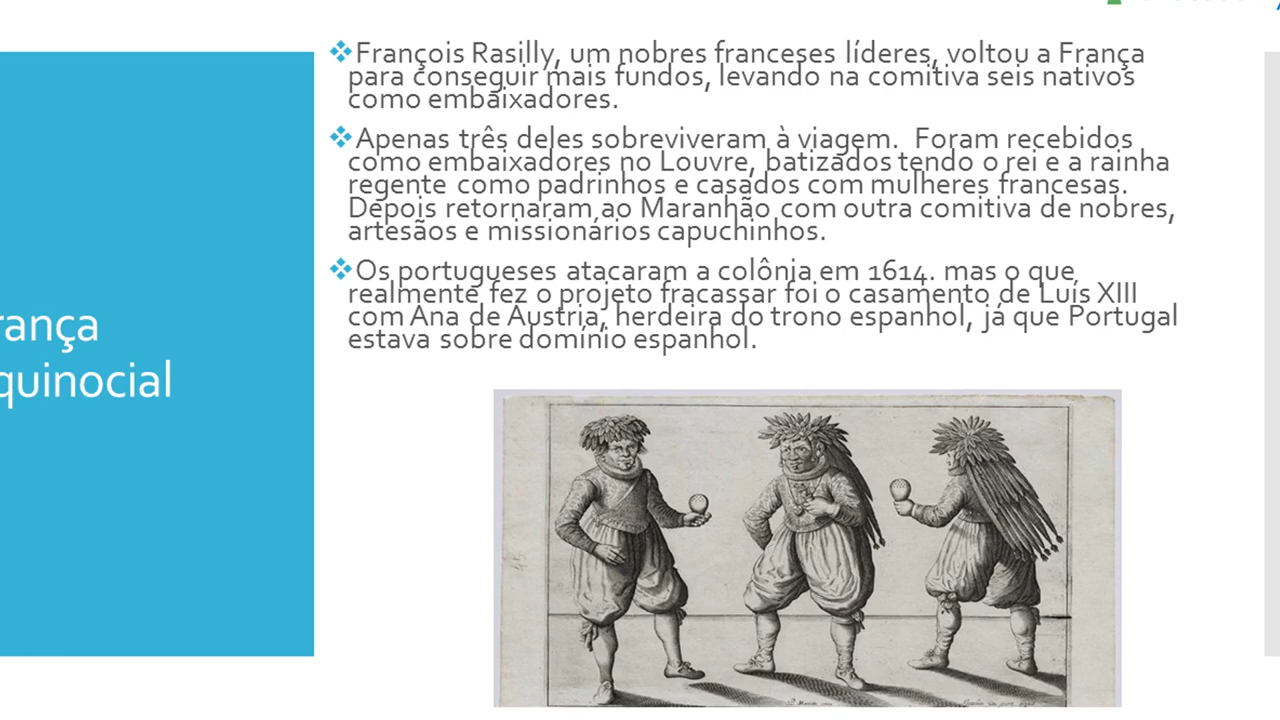 rança
quinocial
François Rasilly, um nobres franceses líderes, voltou a França
para conseguir mais fundos, levando na comitiva seis nativos
como embaixadores.
Apenas três deles sobreviveram à viagem. Foram recebidos
como embaixadores no Louvre, batizados tendo o rei e a rainha
regente como padrinhos e casados com mulheres francesas.
Depois retornaram ao Maranhão com outra comitiva de nobres,
artesãos e missionários capuchinhos.
Os portugueses atacaram a colônia em 1614. mas o que
realmente fez o projeto fracassar foi o casamento de Luís XIII
com Ana de Áustria, herdeira do trono espanhol, já que Portugal
estava sobre domínio espanhol.